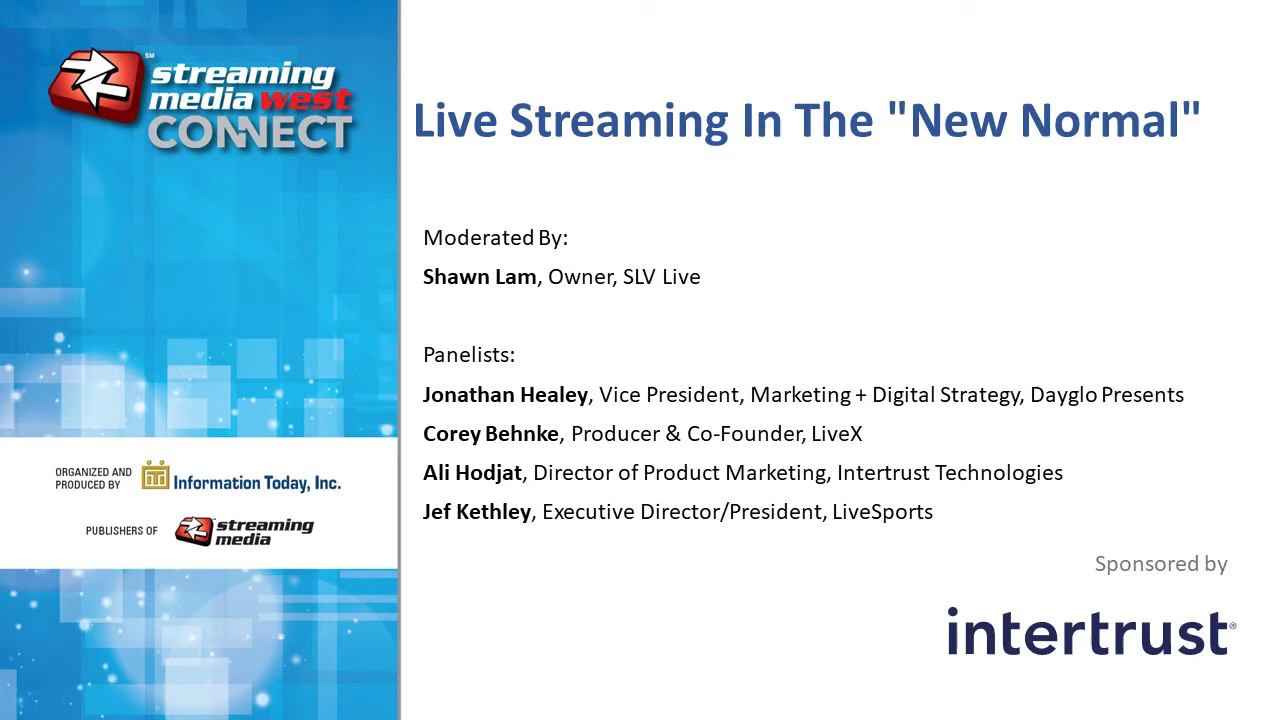 SM
streaming
media west
CONNECT
Live Streaming In The "New Normal"
Moderated By:
Shawn Lam, Owner, SLV Live
Panelists:
Jonathan Healey, Vice President, Marketing + Digital Strategy, Dayglo Presents
Corey Behnke, Producer & Co-Founder, LiveX
Ali Hodjat, Director of Product Marketing, Intertrust Technologies
Jef Kethley, Executive Director/President, LiveSports
ORGANIZED AND
PRODUCED BY
Information Today, Inc.
PUBLISHERS OF
streaming
media
Sponsored by
intertrust®